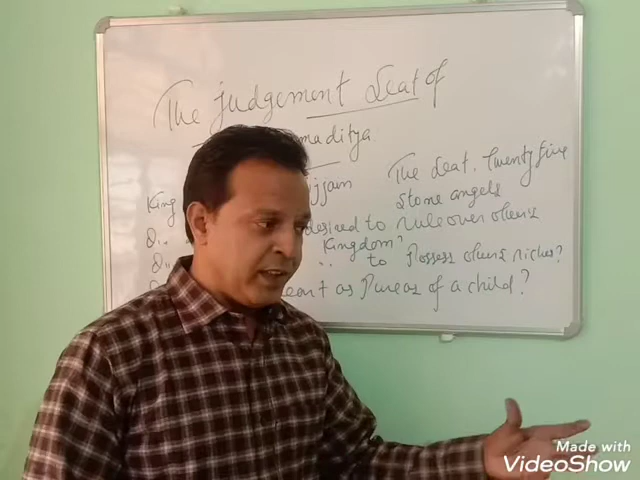 The judgement Seat of
maditya
King jjain The Seat. Twenty five
Stone angels
Q.. desired to rule over others
Kingdom?
Q.. .. to Possess others riches?
heart as Pure as of a child?
Made with
VideoShow